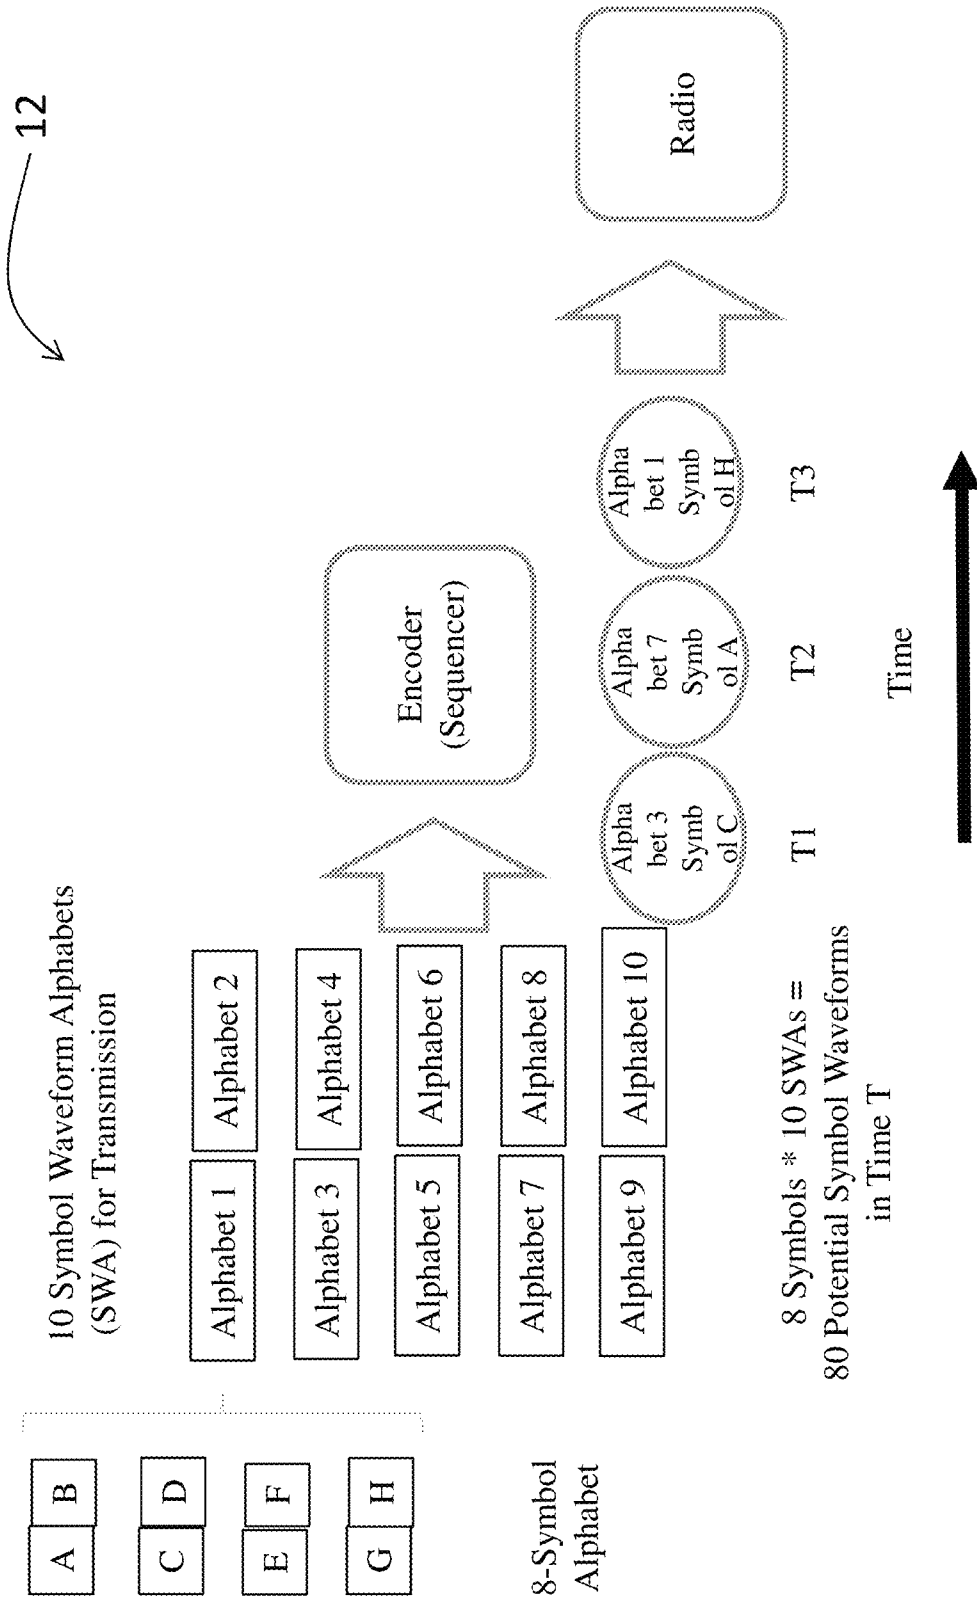 12
A
B
C
D
E
F
G
H
8-Symbol
Alphabet
10 Symbol Waveform Alphabets
(SWA) for Transmission
Alphabet 1
Alphabet 2
Alphabet 3
Alphabet 4
Alphabet 5
Alphabet 6
Alphabet 7
Alphabet 8
Alphabet 9
Alphabet 10
8 Symbols * 10 SWAs =
80 Potential Symbol Waveforms
in Time T
Encoder
(Sequencer)
Alpha
bet 3
Symb
ol C
Alpha
bet 7
Symb
ol A
Alpha
bet 1
Symb
ol H
T1
T2
T3
Time
Radio